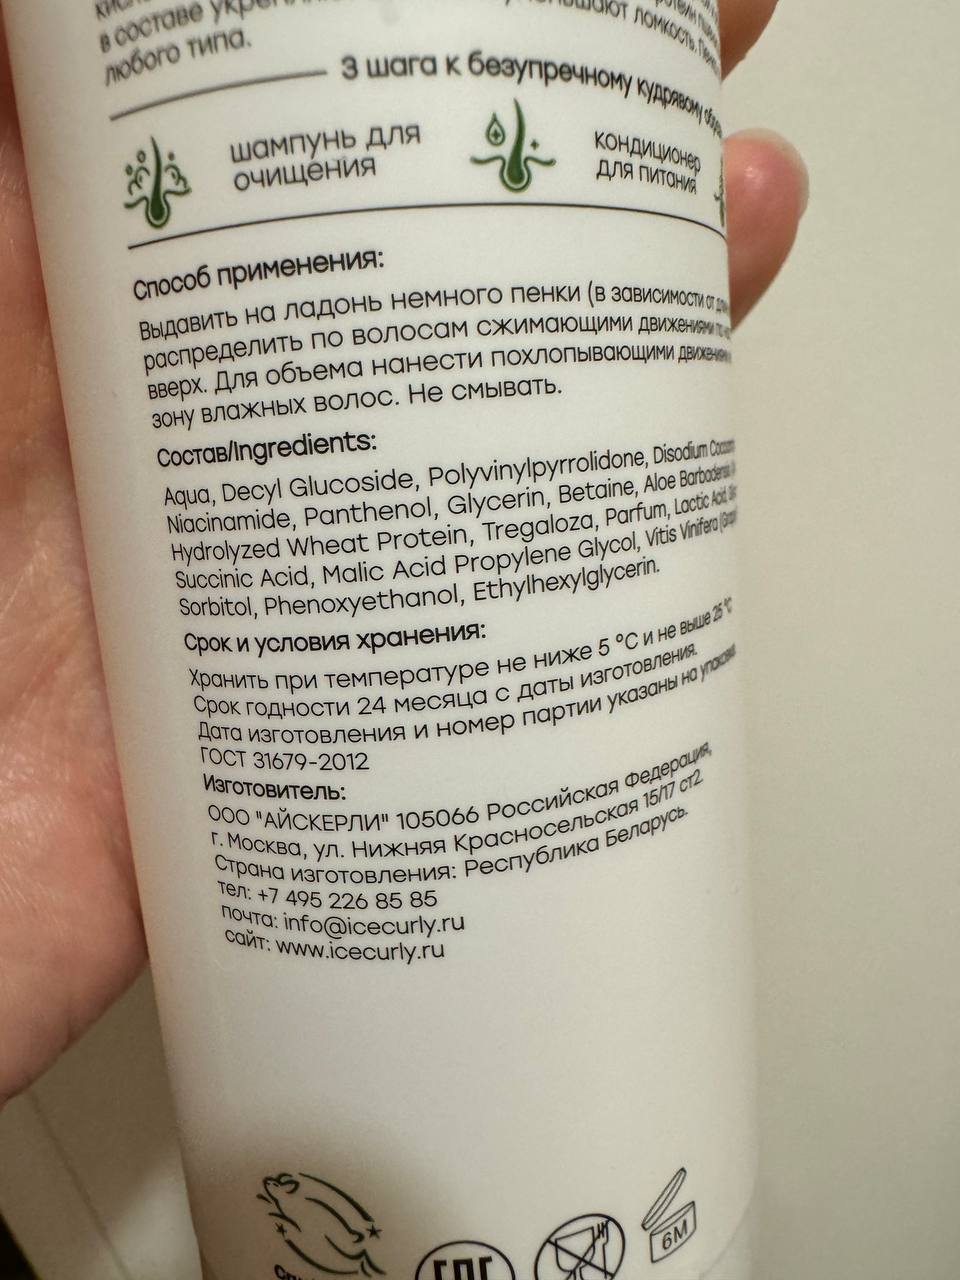 в составе
любого типа.
3 шага к безупречному кудрявому
шампунь для
очищения
кондиционер
для питания
Способ применения:
Выдавить на ладонь немного пенки (в зависимости от
распределить по волосам сжимающими движениями по
вверх. Для объема нанести похлопывающими движениями
зону влажных волос. Не смывать.
Состав/Ingredients:
Aqua, Decyl Glucoside, Polyvinylpyrrolidone, Disodium
Niacinamide, Panthenol, Glycerin, Betaine, Aloe Barbadensis
Hydrolyzed Wheat Protein, Tregaloza, Parfum, Lactic Acid,
Succinic Acid, Malic Acid Propylene Glycol, Vitis Vinifera
Sorbitol, Phenoxyethanol, Ethylhexylglycerin.
Срок и условия хранения:
Хранить при температуре не ниже 5 °C и не выше 25 °C
Срок годности 24 месяца с даты изготовления.
Дата изготовления и номер партии указаны на упаковке.
ГОСТ 31679-2012
Изготовитель:
ООО "АЙСКЕРЛИ" 105066 Российская Федерация,
г. Москва, ул. Нижняя Красносельская 15/17 ст2.
Страна изготовления: Республика Беларусь.
тел: +7 495 226 85 85
почта: info@icecurly.ru
сайт: www.icecurly.ru
6M